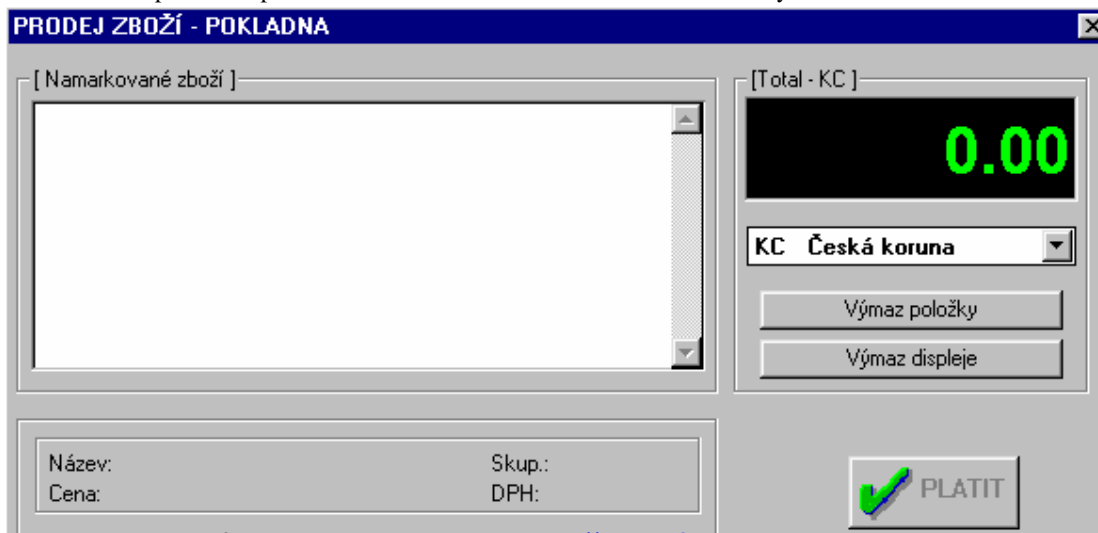 PRODEJ ZBOŽÍ - POKLADNA
[ Namarkované zboží ]
[Total - KC ]
0.00
KC Česká koruna
Výmaz položky
Výmaz displeje
Název:
Skup.:
Cena:
DPH:
PLATIT